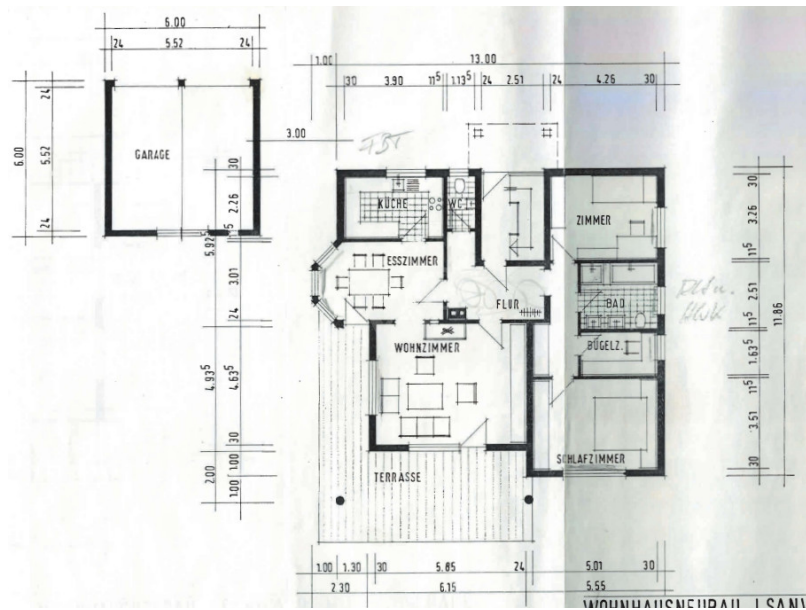 6.00
24 5.52 24
1.00 13.00
30 3.90 11⁵ 1.13⁵ 24 2.51 24 4.26 30
3.00
6.00
24
5.52
24
GARAGE
30
2.26
5.92⁵
3.01
24
4.93⁵
4.63⁵
30
1.00
2.00
1.00
KÜCHE
WC
ZIMMER
ESSZIMMER
FLUR
BAD
WOHNZIMMER
BÜGELZ.
SCHLAFZIMMER
TERRASSE
30
3.26
11⁵
2.51
11⁵
1.63⁵
11⁵
3.51
30
11.86
1.00 1.30 30 5.85 24 5.01 30
2.30 6.15 5.55
WOHNHAUSNEUBAU